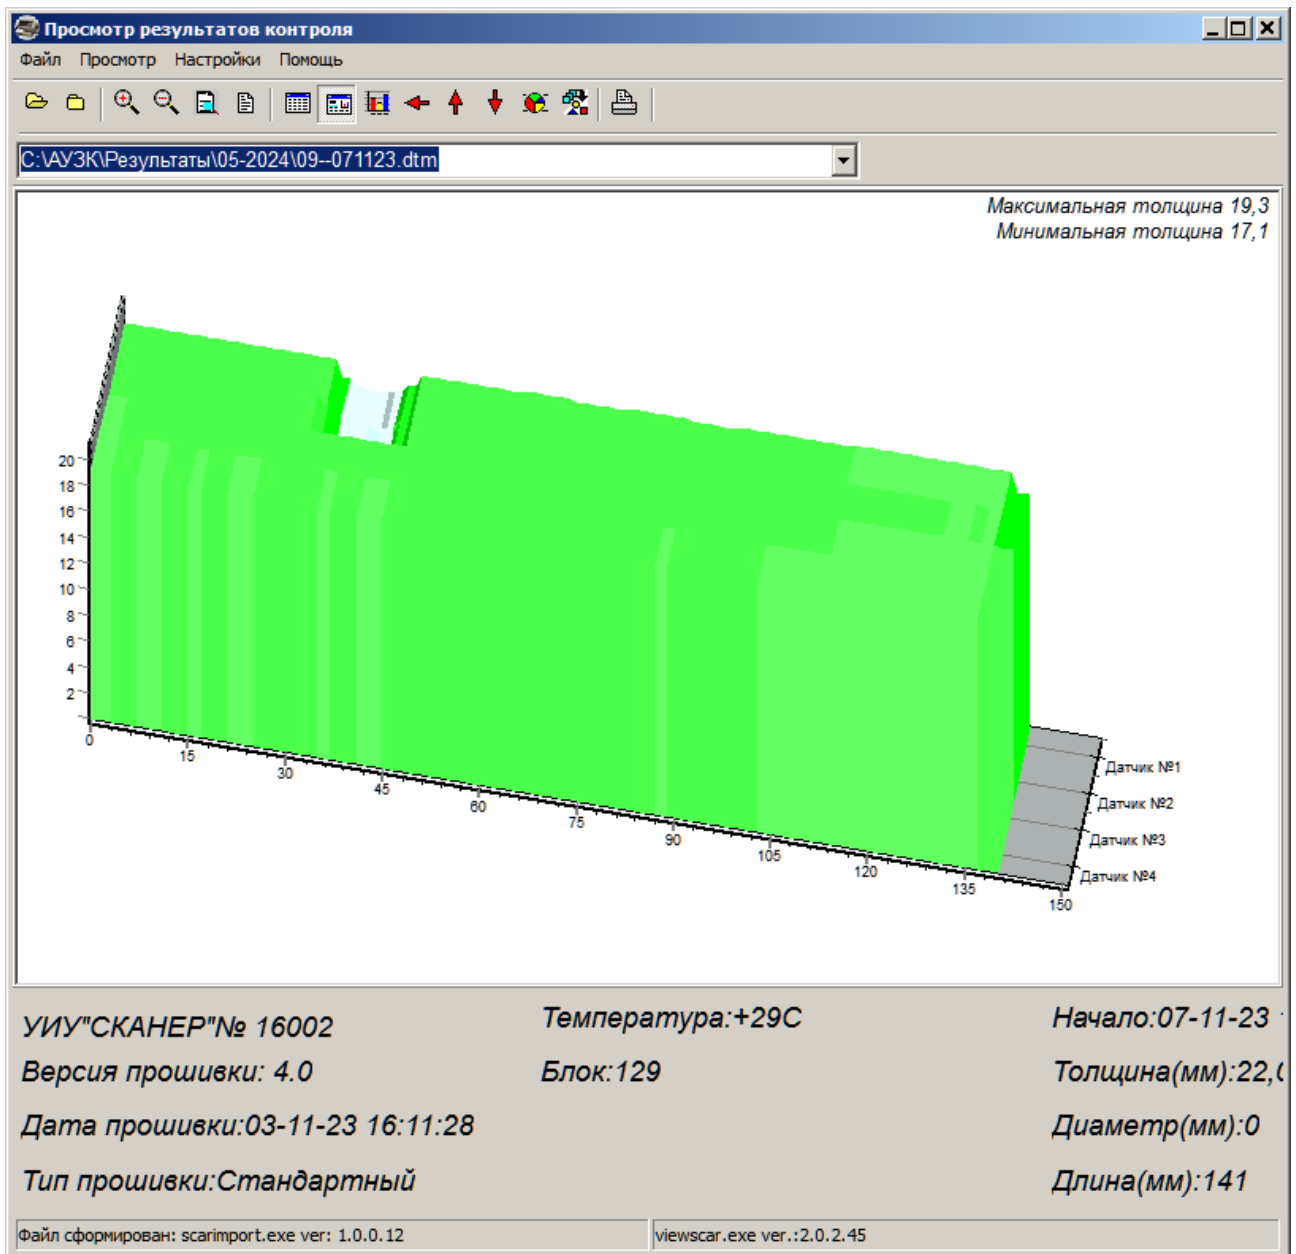 Просмотр результатов контроля
Файл Просмотр Настройки Помощь
C:\АУЗК\Результаты\05-2024\09--071123.dtm
Максимальная толщина 19,3
Минимальная толщина 17,1
20
18
16
14
12
10
8
6
4
2
0
15
30
45
60
75
90
105
120
135
150
Датчик №1
Датчик №2
Датчик №3
Датчик №4
УИУ"СКАНЕР"№ 16002
Температура:+29С
Начало:07-11-23
Версия прошивки: 4.0
Блок:129
Толщина(мм):22,
Дата прошивки:03-11-23 16:11:28
Диаметр(мм):0
Тип прошивки:Стандартный
Длина(мм):141
Файл сформирован: scarimport.exe ver: 1.0.0.12
viewscar.exe ver.:2.0.2.45